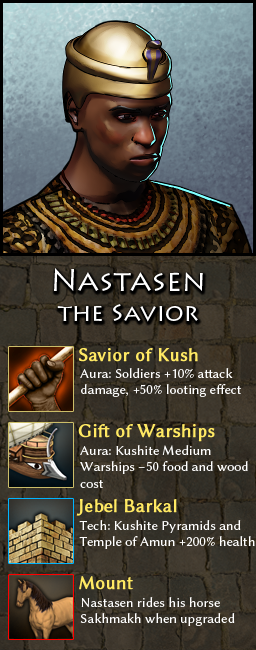 Nastasen
the Savior
Savior of Kush
Aura: Soldiers +10% attack
damage, +50% looting effect
Gift of Warships
Aura: Kushite Medium
Warships −50 food and wood
cost
Jebel Barkal
Tech: Kushite Pyramids and
Temple of Amun +200% health
Mount
Nastasen rides his horse
Sakhmakh when upgraded